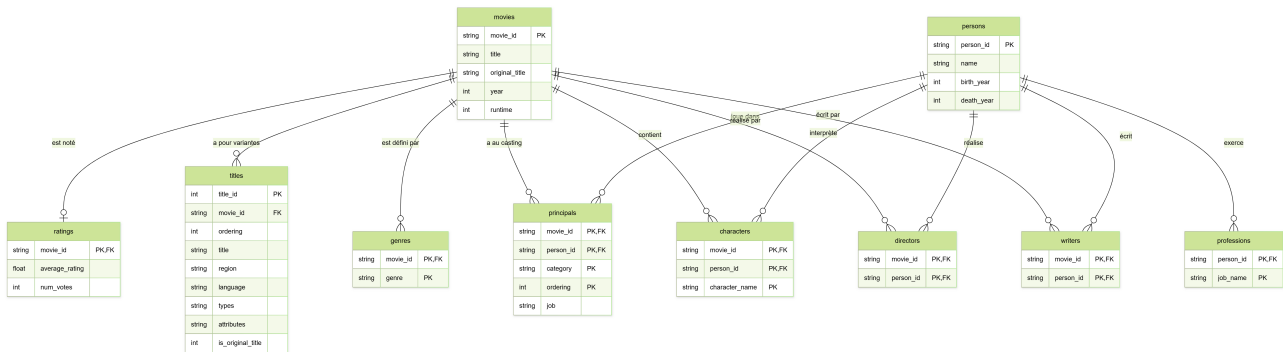 movies
string movie_id PK
string title
string original_title
int year
int runtime
persons
string person_id PK
string name
int birth_year
int death_year
est noté
a pour variantes
est défini par
a au casting
contient
joue dans
réalisé par
interprète
écrit par
réalise
écrit
exerce
titles
int title_id PK
string movie_id FK
int ordering
string title
string region
string language
string types
string attributes
int is_original_title
ratings
string movie_id PK,FK
float average_rating
int num_votes
genres
string movie_id PK,FK
string genre PK
principals
string movie_id PK,FK
string person_id PK,FK
string category PK
int ordering PK
string job
characters
string movie_id PK,FK
string person_id PK,FK
string character_name PK
directors
string movie_id PK,FK
string person_id PK,FK
writers
string movie_id PK,FK
string person_id PK,FK
professions
string person_id PK,FK
string job_name PK